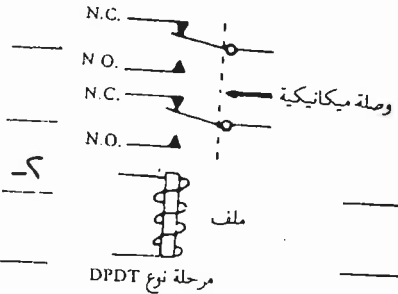 N.C.
N O.
N.C.
وصلة ميكانيكية
N.O.
٢-
ملف
مرحلة نوع DPDT